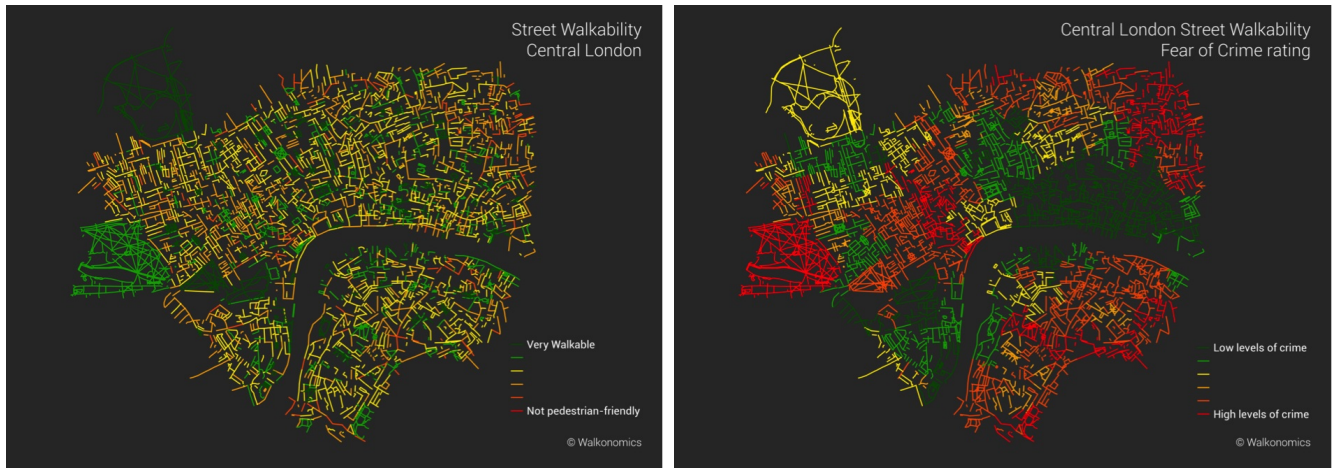 Street Walkability
Central London
Very Walkable
Not pedestrian-friendly
© Walkonomics
Central London Street Walkability
Fear of Crime rating
Low levels of crime
High levels of crime
© Walkonomics